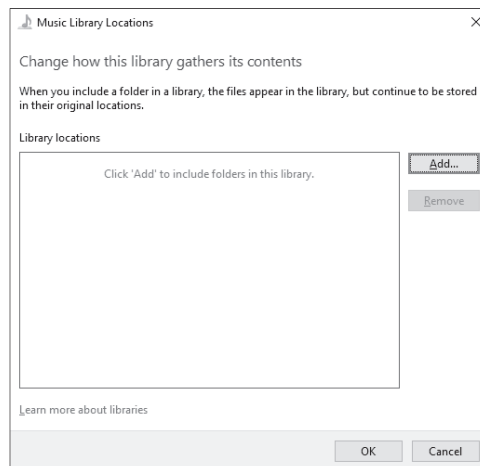 Music Library Locations
Change how this library gathers its contents
When you include a folder in a library, the files appear in the library, but continue to be stored
in their original locations.
Library locations
Click 'Add' to include folders in this library.
Add...
Remove
Learn more about libraries
OK
Cancel